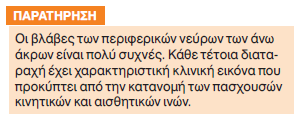 ΠΑΡΑΤΗΡΗΣΗ
Οι βλάβες των περιφερικών νεύρων των άνω
άκρων είναι πολύ συχνές. Κάθε τέτοια διατα-
ραχή έχει χαρακτηριστική κλινική εικόνα που
προκύπτει από την κατανομή των πασχουσών
κινητικών και αισθητικών ινών.